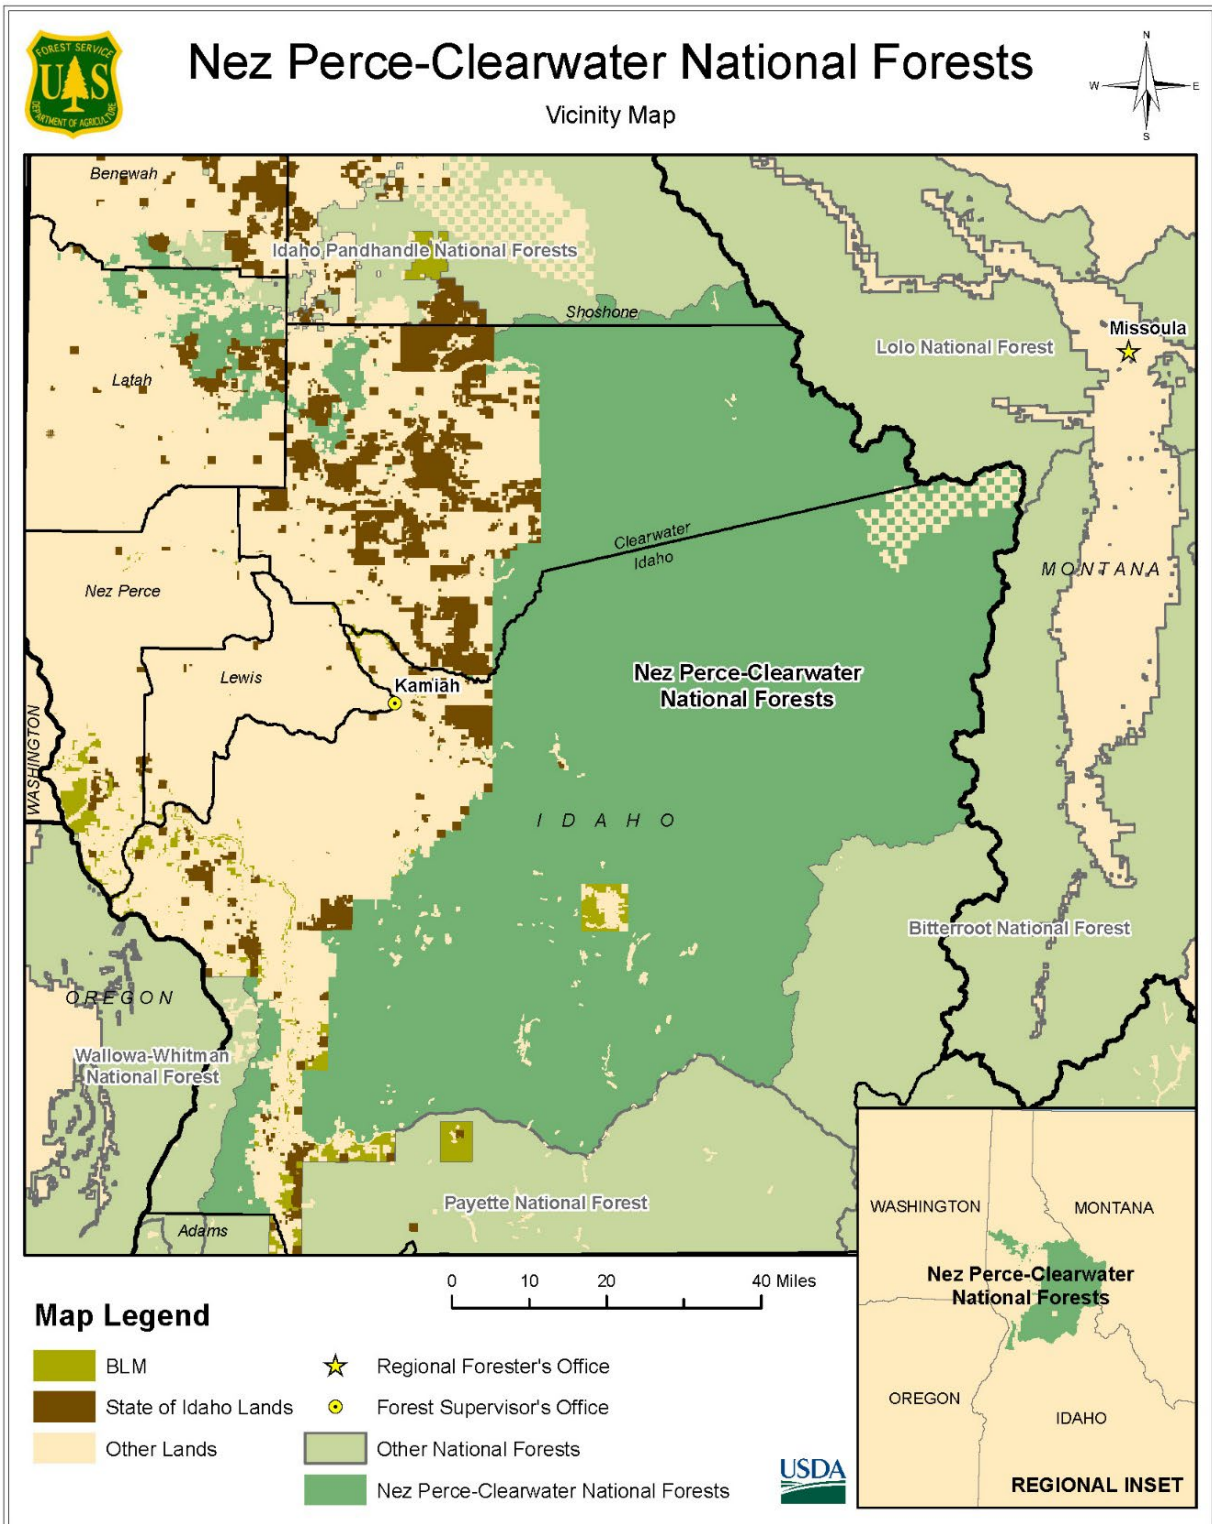 FOREST SERVICE
U S
DEPARTMENT OF AGRICULTURE
Nez Perce-Clearwater National Forests
Vicinity Map
N
W
E
S
Benewah
Idaho Pandhandle National Forests
Shoshone
Missoula
Lolo National Forest
Latah
Clearwater
Idaho
MONTANA
Nez Perce
Lewis
Kamiah
Nez Perce-Clearwater
National Forests
WASHINGTON
IDAHO
Bitterroot National Forest
OREGON
Wallowa-Whitman
National Forest
Payette National Forest
Adams
WASHINGTON
MONTANA
Nez Perce-Clearwater
National Forests
OREGON
IDAHO
REGIONAL INSET
0 10 20 40 Miles
Map Legend
BLM
State of Idaho Lands
Other Lands
Regional Forester's Office
Forest Supervisor's Office
Other National Forests
Nez Perce-Clearwater National Forests
USDA